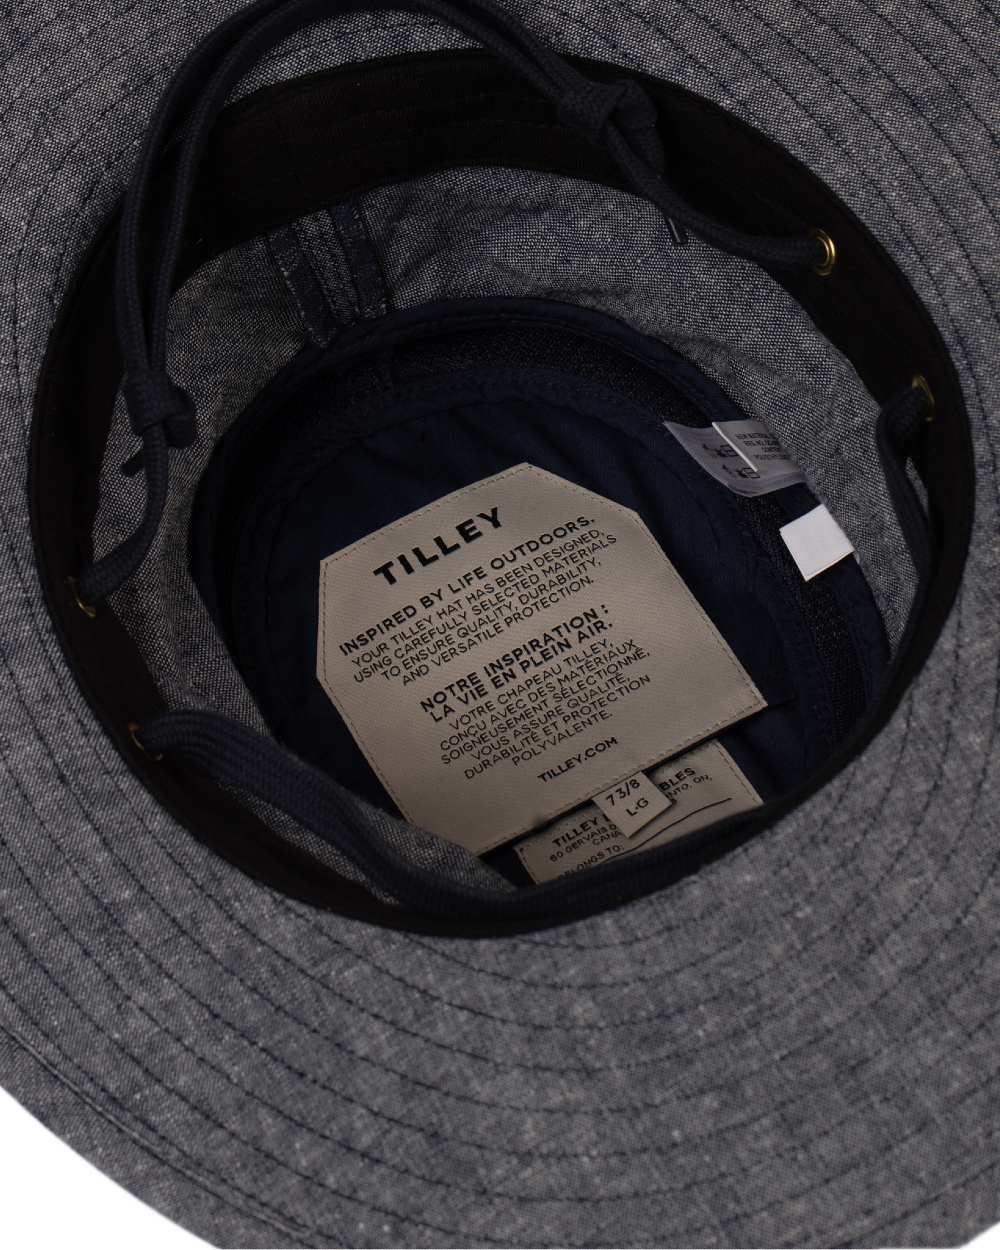 TILLEY
INSPIRED BY LIFE OUTDOORS.
YOUR TILLEY HAT HAS BEEN DESIGNED,
USING CAREFULLY SELECTED MATERIALS
TO ENSURE QUALITY, DURABILITY,
AND VERSATILE PROTECTION.
NOTRE INSPIRATION :
LA VIE EN PLEIN AIR.
VOTRE CHAPEAU TILLEY,
CONÇU AVEC DES MATÉRIAUX
SOIGNEUSEMENT SÉLECTIONNÉ,
VOUS ASSURE QUALITÉ,
DURABILITÉ ET PROTECTION
POLYVALENTE.
TILLEY.COM
7 3/8
L-G
TILLEY
60 GERVAIS